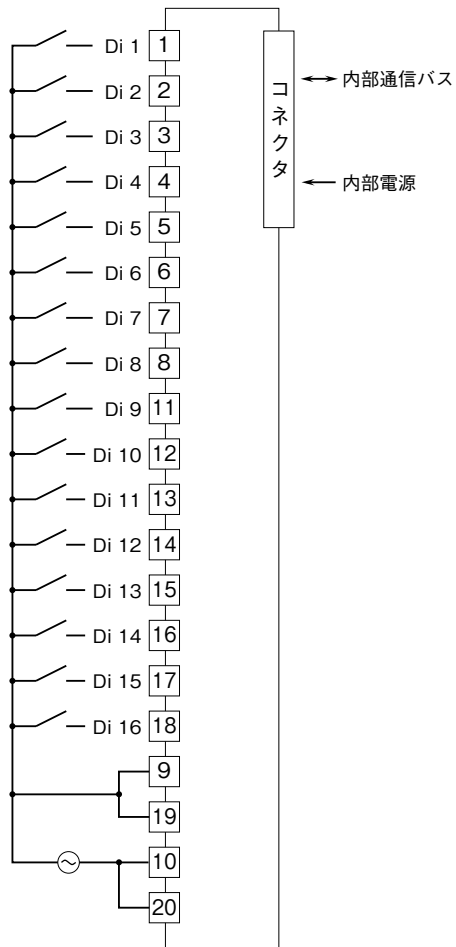 Di 1 1
Di 2 2
Di 3 3
Di 4 4
Di 5 5
Di 6 6
Di 7 7
Di 8 8
Di 9 11
Di 10 12
Di 11 13
Di 12 14
Di 13 15
Di 14 16
Di 15 17
Di 16 18
9
19
10
20
コネクタ
内部通信バス
内部電源